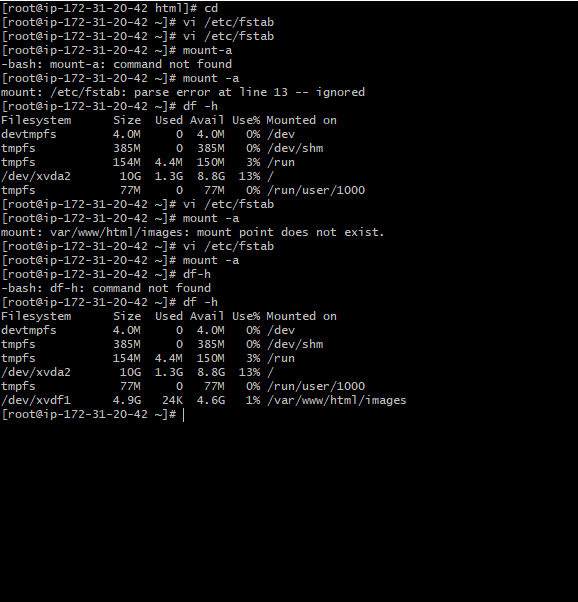 [root@ip-172-31-20-42 html]# cd
[root@ip-172-31-20-42 ~]# vi /etc/fstab
[root@ip-172-31-20-42 ~]# vi /etc/fstab
[root@ip-172-31-20-42 ~]# mount-a
-bash: mount-a: command not found
[root@ip-172-31-20-42 ~]# mount -a
mount: /etc/fstab: parse error at line 13 -- ignored
[root@ip-172-31-20-42 ~]# df -h
Filesystem      Size  Used Avail Use% Mounted on
devtmpfs        4.0M     0  4.0M   0% /dev
tmpfs           385M     0  385M   0% /dev/shm
tmpfs           154M  4.4M  150M   3% /run
/dev/xvda2       10G  1.3G  8.8G  13% /
tmpfs            77M     0   77M   0% /run/user/1000
[root@ip-172-31-20-42 ~]# vi /etc/fstab
[root@ip-172-31-20-42 ~]# mount -a
mount: var/www/html/images: mount point does not exist.
[root@ip-172-31-20-42 ~]# vi /etc/fstab
[root@ip-172-31-20-42 ~]# mount -a
[root@ip-172-31-20-42 ~]# df-h
-bash: df-h: command not found
[root@ip-172-31-20-42 ~]# df -h
Filesystem      Size  Used Avail Use% Mounted on
devtmpfs        4.0M     0  4.0M   0% /dev
tmpfs           385M     0  385M   0% /dev/shm
tmpfs           154M  4.4M  150M   3% /run
/dev/xvda2       10G  1.3G  8.8G  13% /
tmpfs            77M     0   77M   0% /run/user/1000
/dev/xvdf1      4.9G   24K  4.6G   1% /var/www/html/images
[root@ip-172-31-20-42 ~]#